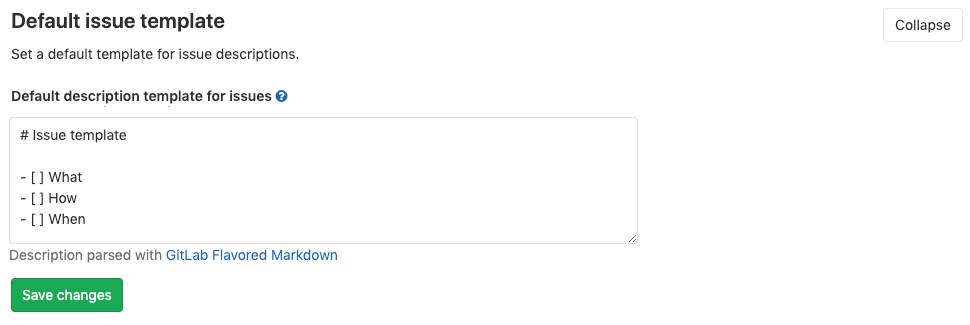 Default issue template
Collapse
Set a default template for issue descriptions.
Default description template for issues ?
# Issue template
- [ ] What
- [ ] How
- [ ] When
Description parsed with GitLab Flavored Markdown
Save changes